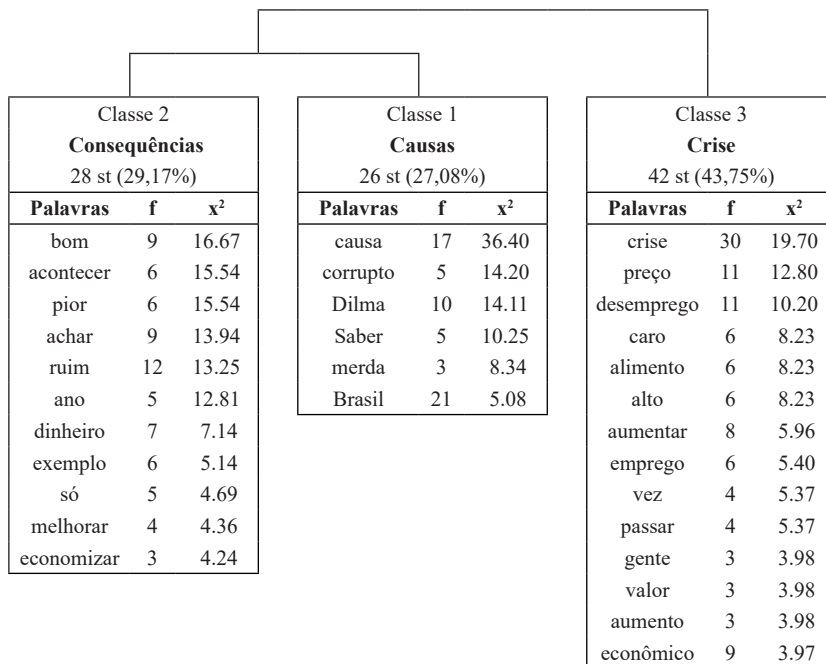 Classe 2
Consequências
28 st (29,17%)
Palavras f x²
bom 9 16.67
acontecer 6 15.54
pior 6 15.54
achar 9 13.94
ruim 12 13.25
ano 5 12.81
dinheiro 7 7.14
exemplo 6 5.14
só 5 4.69
melhorar 4 4.36
economizar 3 4.24
Classe 1
Causas
26 st (27,08%)
Palavras f x²
causa 17 36.40
corrupto 5 14.20
Dilma 10 14.11
Saber 5 10.25
merda 3 8.34
Brasil 21 5.08
Classe 3
Crise
42 st (43,75%)
Palavras f x²
crise 30 19.70
preço 11 12.80
desemprego 11 10.20
caro 6 8.23
alimento 6 8.23
alto 6 8.23
aumentar 8 5.96
emprego 6 5.40
vez 4 5.37
passar 4 5.37
gente 3 3.98
valor 3 3.98
aumento 3 3.98
econômico 9 3.97